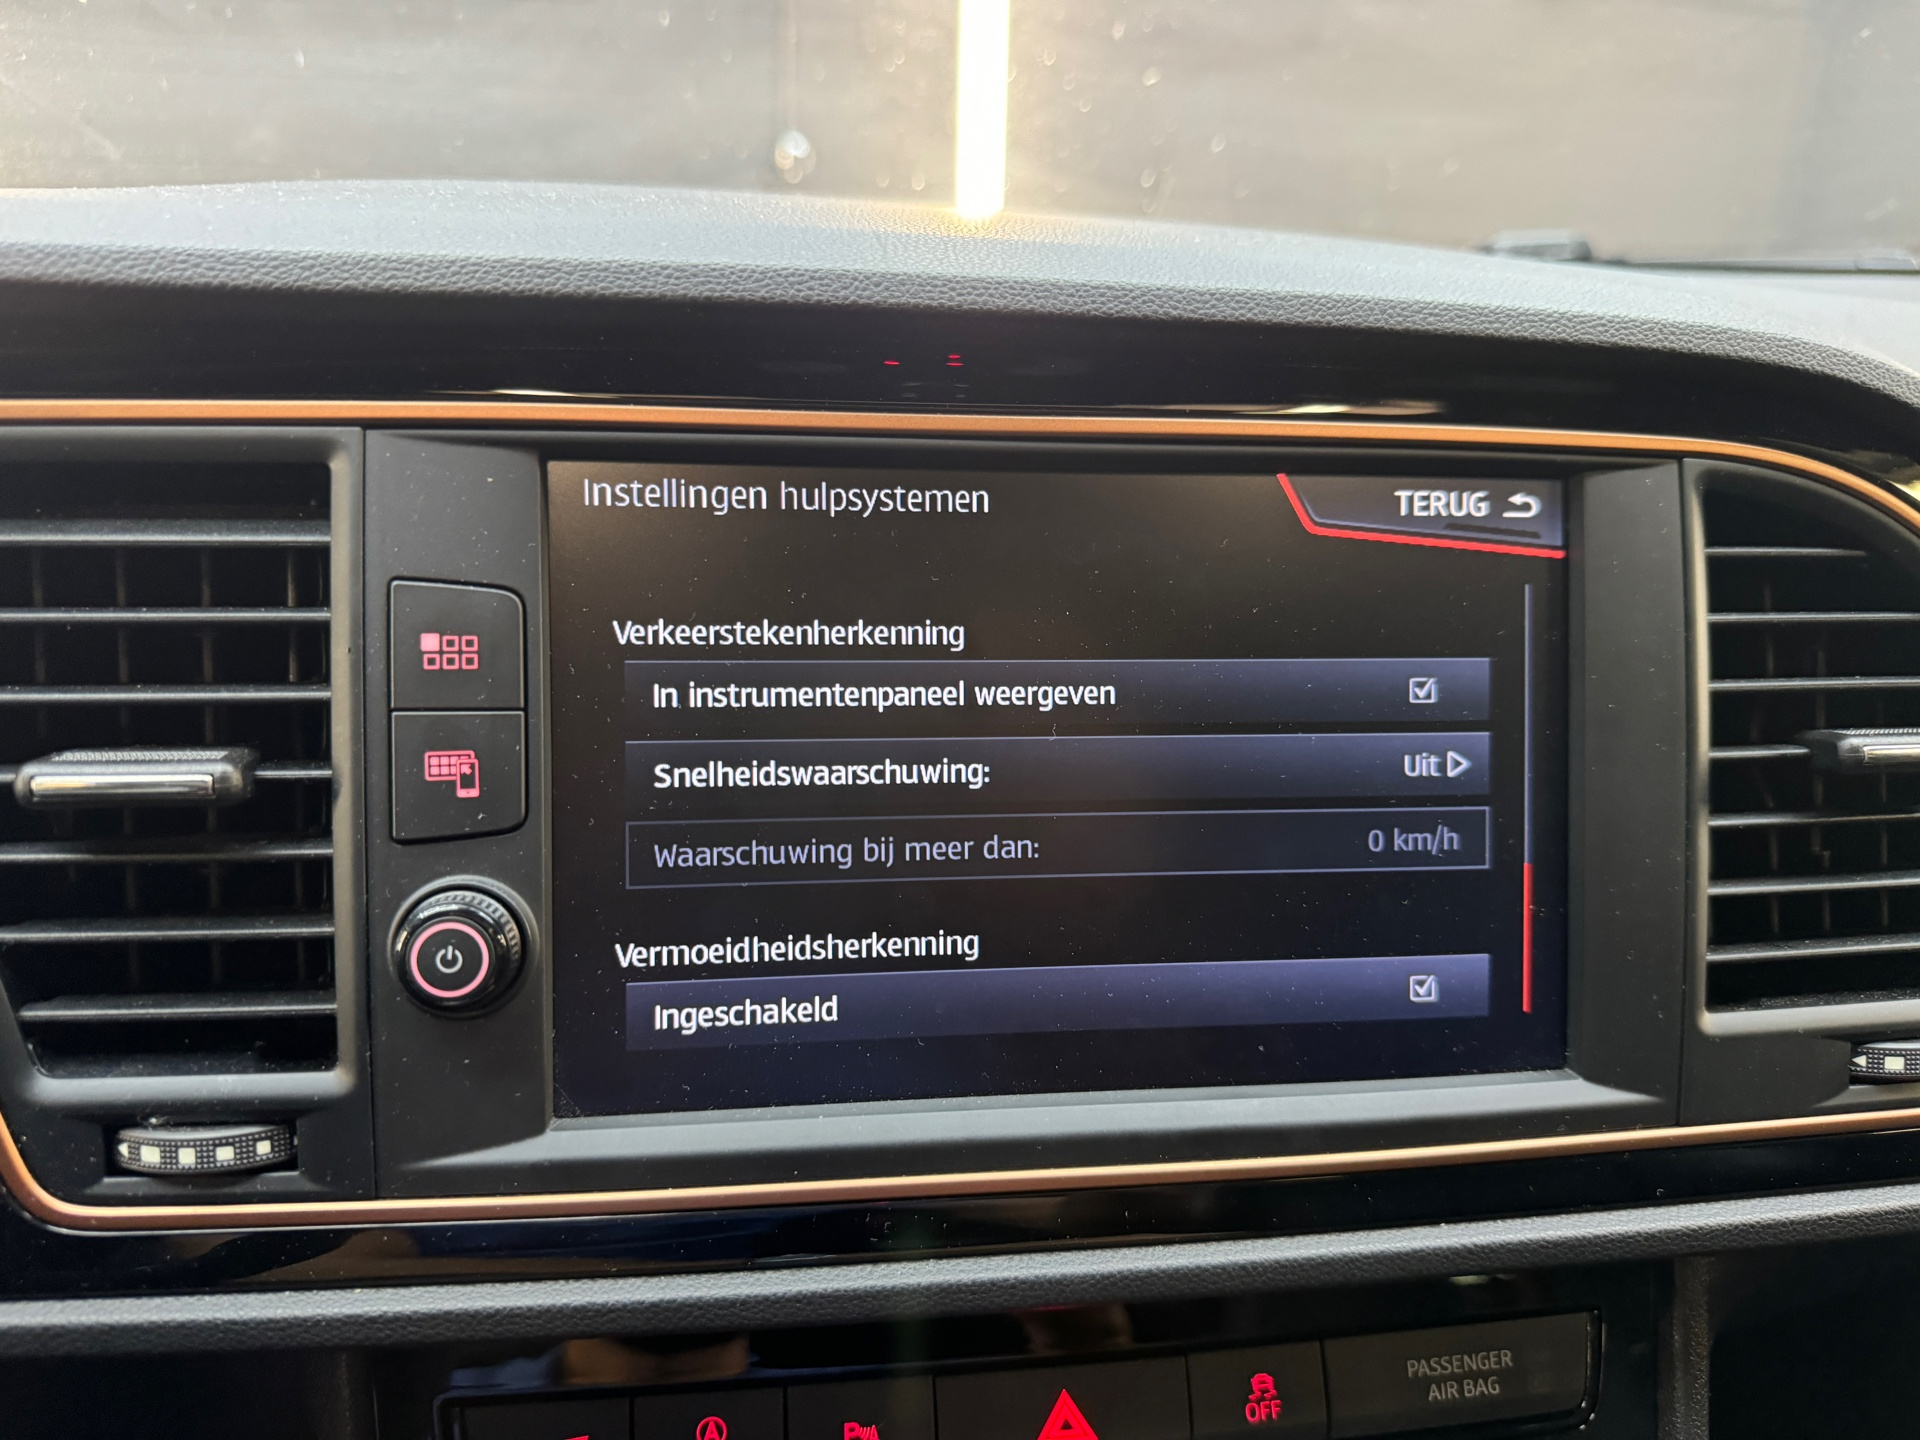 Instellingen hulpsystemen
TERUG
Verkeerstekenherkenning
In instrumentenpaneel weergeven
Snelheidswaarschuwing: Uit
Waarschuwing bij meer dan: 0 km/h
Vermoeidheidsherkenning
Ingeschakeld
PASSENGER
AIR BAG
OFF
A
P